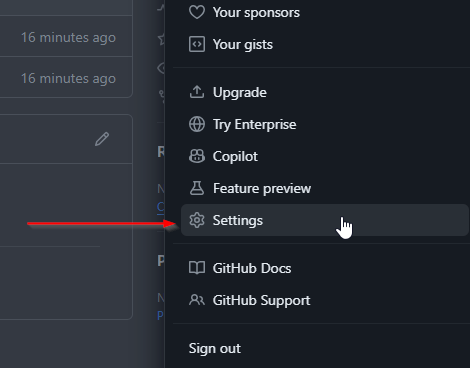 Your sponsors
Your gists
16 minutes ago
16 minutes ago
Upgrade
Try Enterprise
Copilot
Feature preview
Settings
GitHub Docs
GitHub Support
Sign out